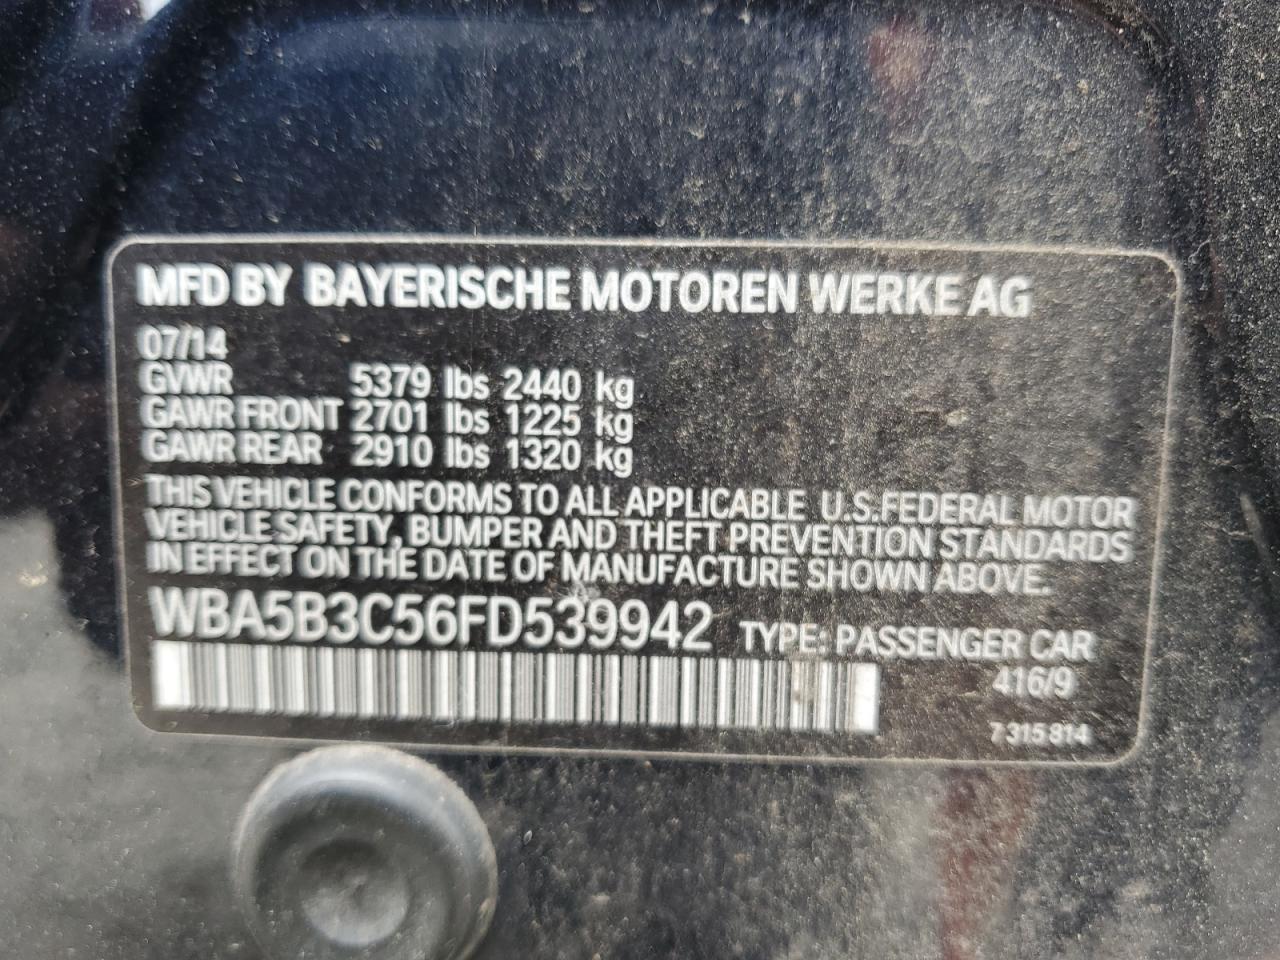 MFD BY BAYERISCHE MOTOREN WERKE AG
07/14
GVWR 5379 lbs 2440 kg
GAWR FRONT 2701 lbs 1225 kg
GAWR REAR 2910 lbs 1320 kg
THIS VEHICLE CONFORMS TO ALL APPLICABLE U.S.FEDERAL MOTOR
VEHICLE SAFETY, BUMPER AND THEFT PREVENTION STANDARDS
IN EFFECT ON THE DATE OF MANUFACTURE SHOWN ABOVE.
WBA5B3C56FD539942 TYPE: PASSENGER CAR
416/9
7 315 814